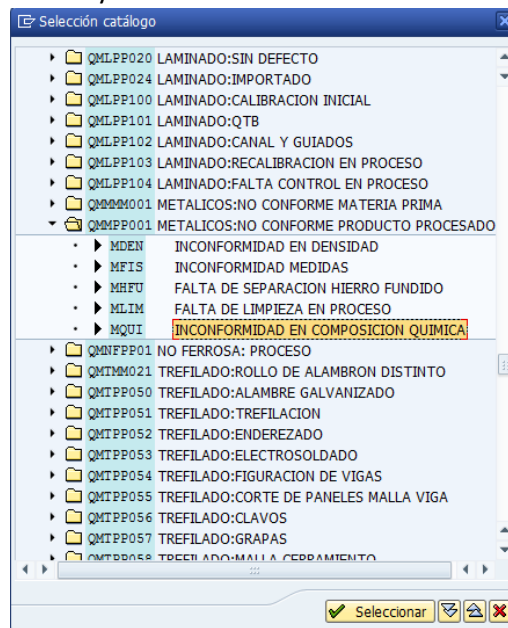 Selección catálogo
QMLPP020 LAMINADO:SIN DEFECTO
QMLPP024 LAMINADO:IMPORTADO
QMLPP100 LAMINADO:CALIBRACION INICIAL
QMLPP101 LAMINADO:QTB
QMLPP102 LAMINADO:CANAL Y GUIADOS
QMLPP103 LAMINADO:RECALIBRACION EN PROCESO
QMLPP104 LAMINADO:FALTA CONTROL EN PROCESO
QMMMM001 METALICOS:NO CONFORME MATERIA PRIMA
QMMPP001 METALICOS:NO CONFORME PRODUCTO PROCESADO
MDEN INCONFORMIDAD EN DENSIDAD
MFIS INCONFORMIDAD MEDIDAS
MHFU FALTA DE SEPARACION HIERRO FUNDIDO
MLIM FALTA DE LIMPIEZA EN PROCESO
MQUI INCONFORMIDAD EN COMPOSICION QUIMICA
QMNFPP01 NO FERROSA: PROCESO
QMTMM021 TREFILADO:ROLLO DE ALAMBRON DISTINTO
QMTPP050 TREFILADO:ALAMBRE GALVANIZADO
QMTPP051 TREFILADO:TREFILACION
QMTPP052 TREFILADO:ENDEREZADO
QMTPP053 TREFILADO:ELECTROSOLDADO
QMTPP054 TREFILADO:FIGURACION DE VIGAS
QMTPP055 TREFILADO:CORTE DE PANELES MALLA VIGA
QMTPP056 TREFILADO:CLAVOS
QMTPP057 TREFILADO:GRAPAS
QMTPP058 TREFILADO:MALLA CERRAMIENTO
Seleccionar